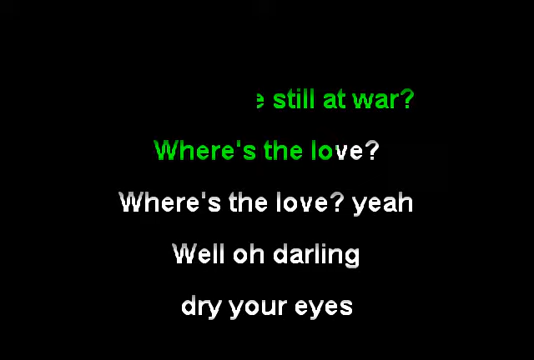 still at war?
Where's the love?
Where's the love? yeah
Well oh darling
dry your eyes